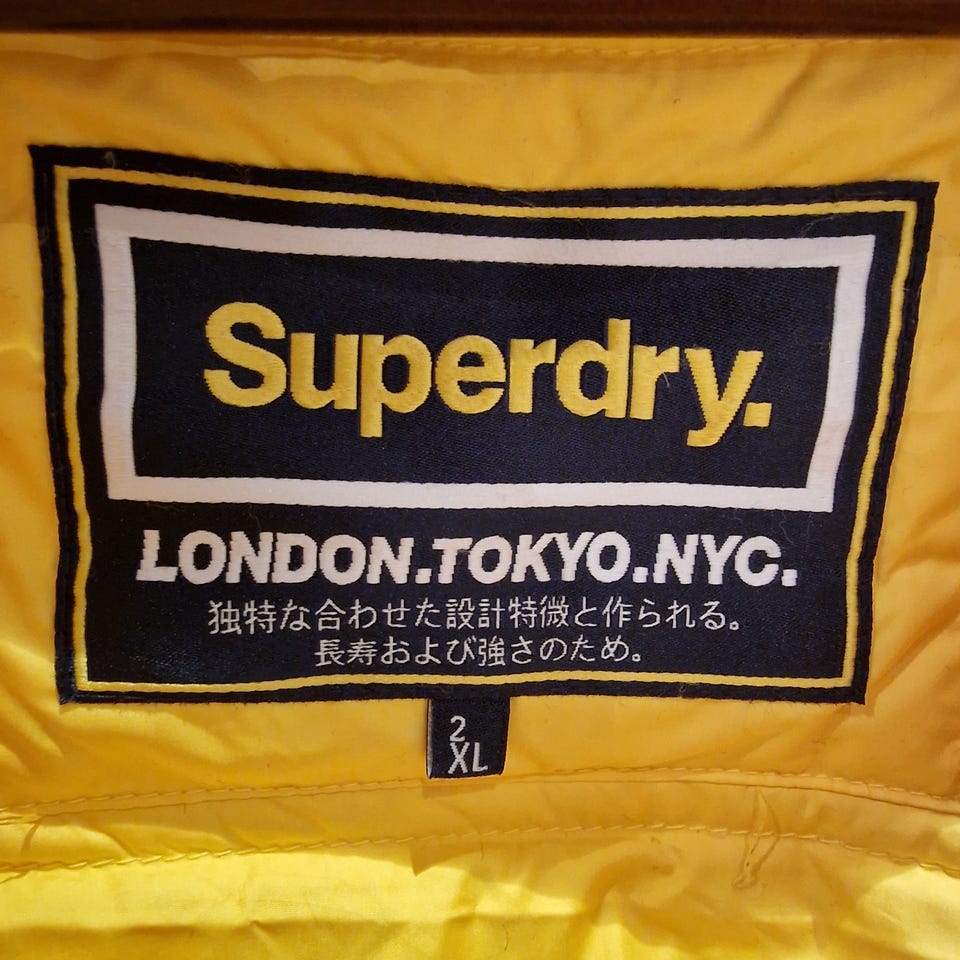 Superdry.
LONDON.TOKYO.NYC.
独特な合わせた設計特微と作られる。
長寿および強さのため。
2
XL